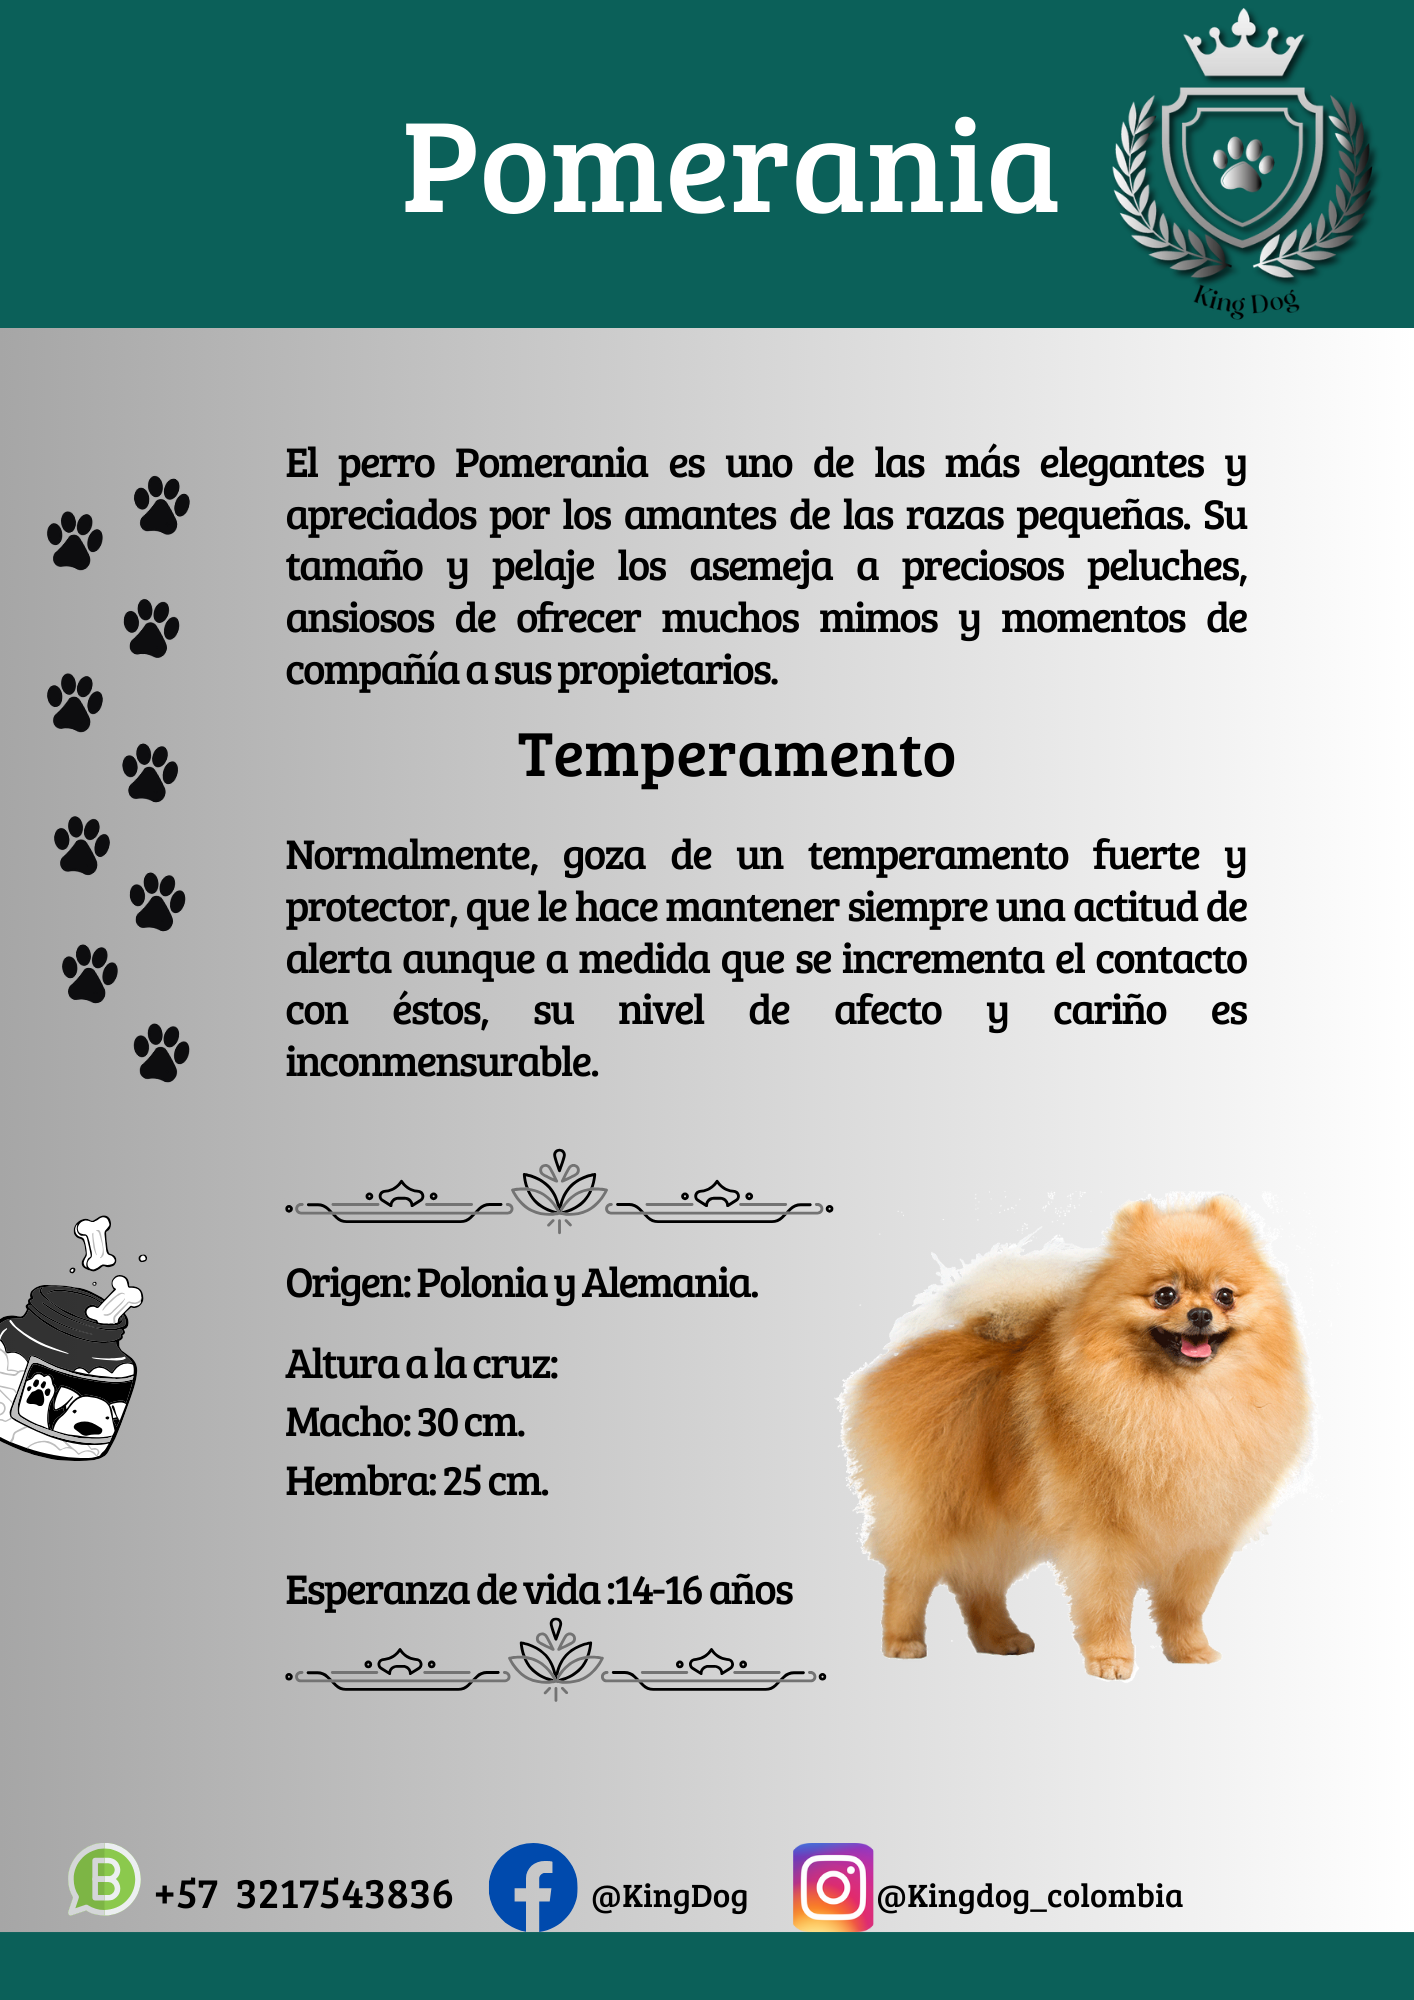 Pomerania
King Dog
El perro Pomerania es uno de las más elegantes y
apreciados por los amantes de las razas pequeñas. Su
tamaño y pelaje los asemeja a preciosos peluches,
ansiosos de ofrecer muchos mimos y momentos de
compañía a sus propietarios.
Temperamento
Normalmente, goza de un temperamento fuerte y
protector, que le hace mantener siempre una actitud de
alerta aunque a medida que se incrementa el contacto
con éstos, su nivel de afecto y cariño es
inconmensurable.
Origen: Polonia y Alemania.
Altura a la cruz:
Macho: 30 cm.
Hembra: 25 cm.
Esperanza de vida :14-16 años
+57 3217543836
@KingDog
@Kingdog_colombia